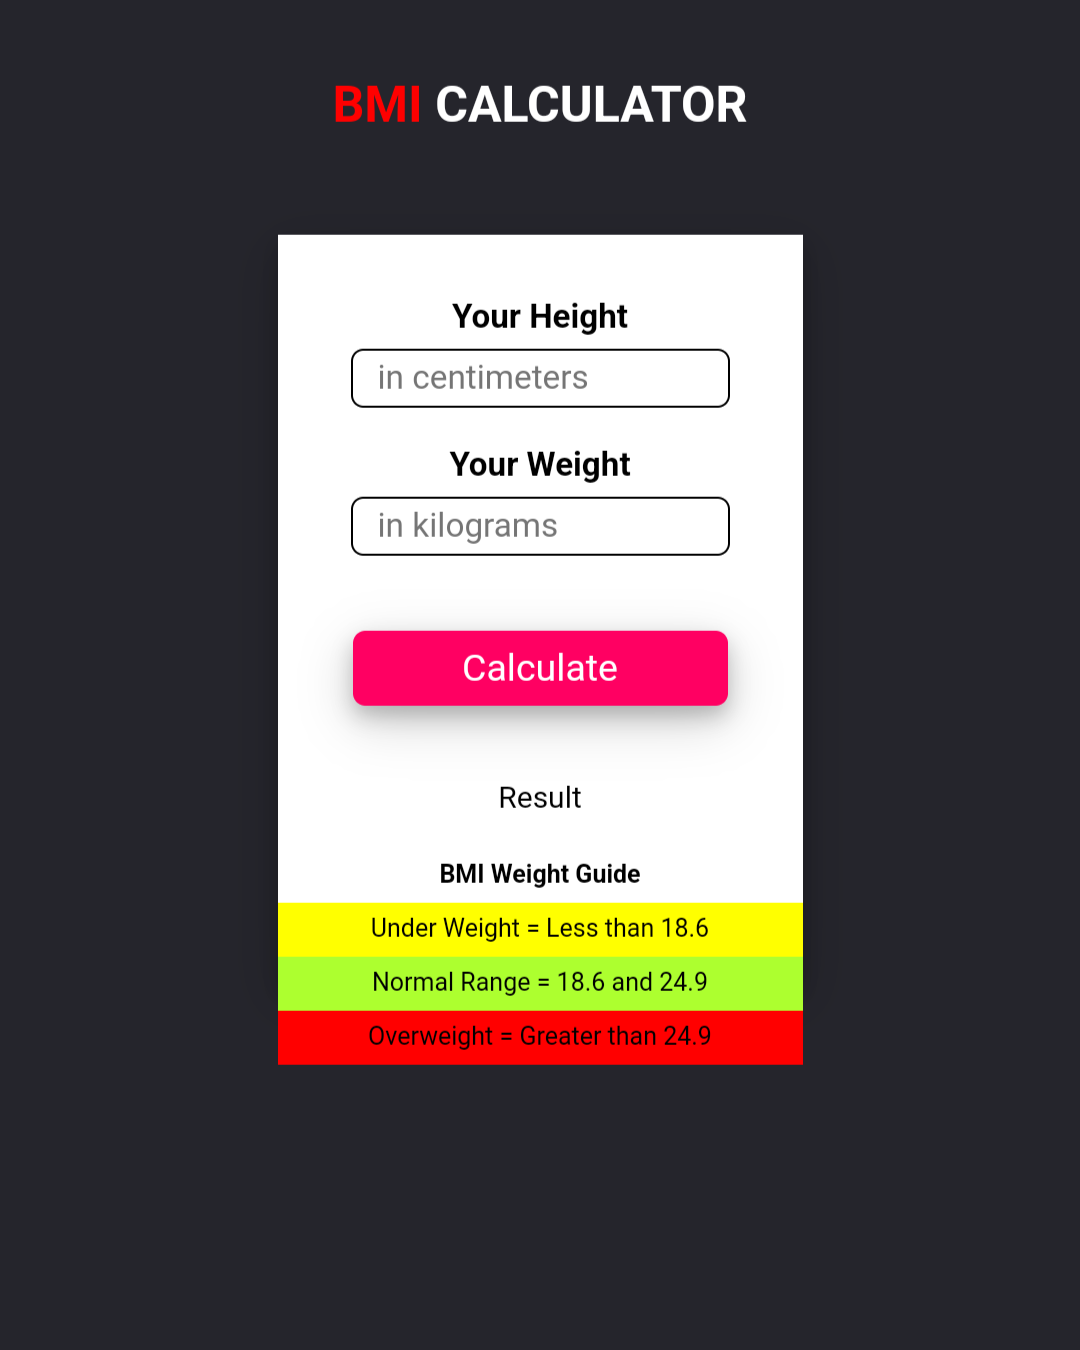 BMI CALCULATOR
Your Height
in centimeters
Your Weight
in kilograms
Calculate
Result
BMI Weight Guide
Under Weight = Less than 18.6
Normal Range = 18.6 and 24.9
Overweight = Greater than 24.9